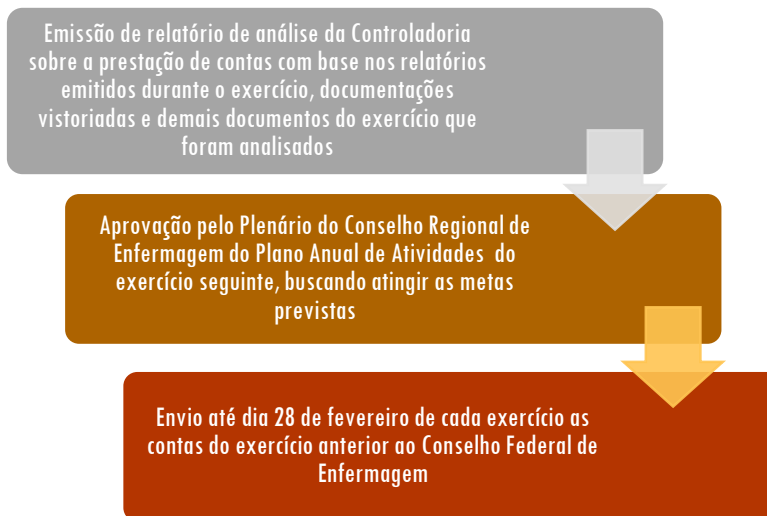 Emissão de relatório de análise da Controladoria
sobre a prestação de contas com base nos relatórios
emitidos durante o exercício, documentações
vistoriadas e demais documentos do exercício que
foram analisados
Aprovação pelo Plenário do Conselho Regional de
Enfermagem do Plano Anual de Atividades do
exercício seguinte, buscando atingir as metas
previstas
Envio até dia 28 de fevereiro de cada exercício as
contas do exercício anterior ao Conselho Federal de
Enfermagem